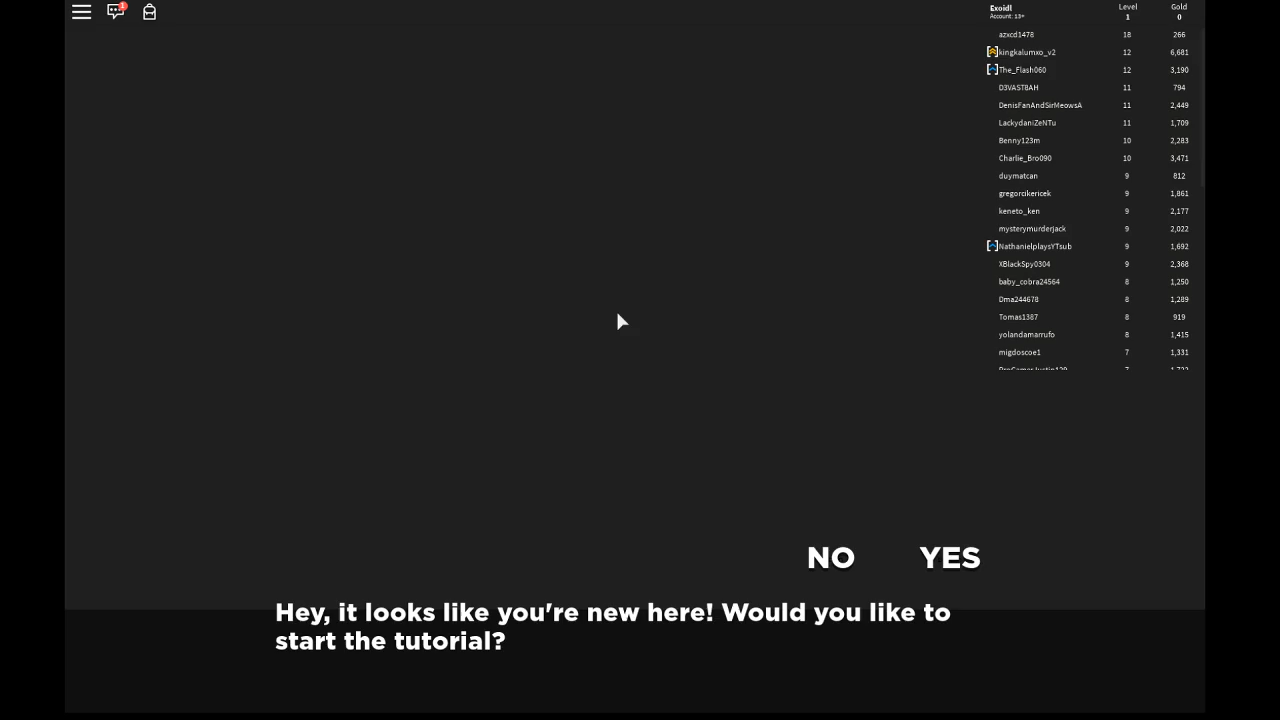 1
Exoidl Level Gold
Account: 13+ 1 0
azxcd1478 18 266
kingkalumxo_v2 12 6,681
The_Flash060 12 3,190
D3VAST8AH 11 794
DenisFanAndSirMeowsA 11 2,449
LackydaniZeNTu 11 1,709
Benny123m 10 2,283
Charlie_Bro090 10 3,471
duymatcan 9 812
gregorcikericek 9 1,861
keneto_ken 9 2,177
mysterymurderjack 9 2,022
NathanielplaysYTsub 9 1,692
XBlackSpy0304 9 2,368
baby_cobra24564 8 1,250
Dma244678 8 1,289
Tomas1387 8 919
yolandamarrufo 8 1,415
migdoscoe1 7 1,331
NO YES
Hey, it looks like you're new here! Would you like to
start the tutorial?